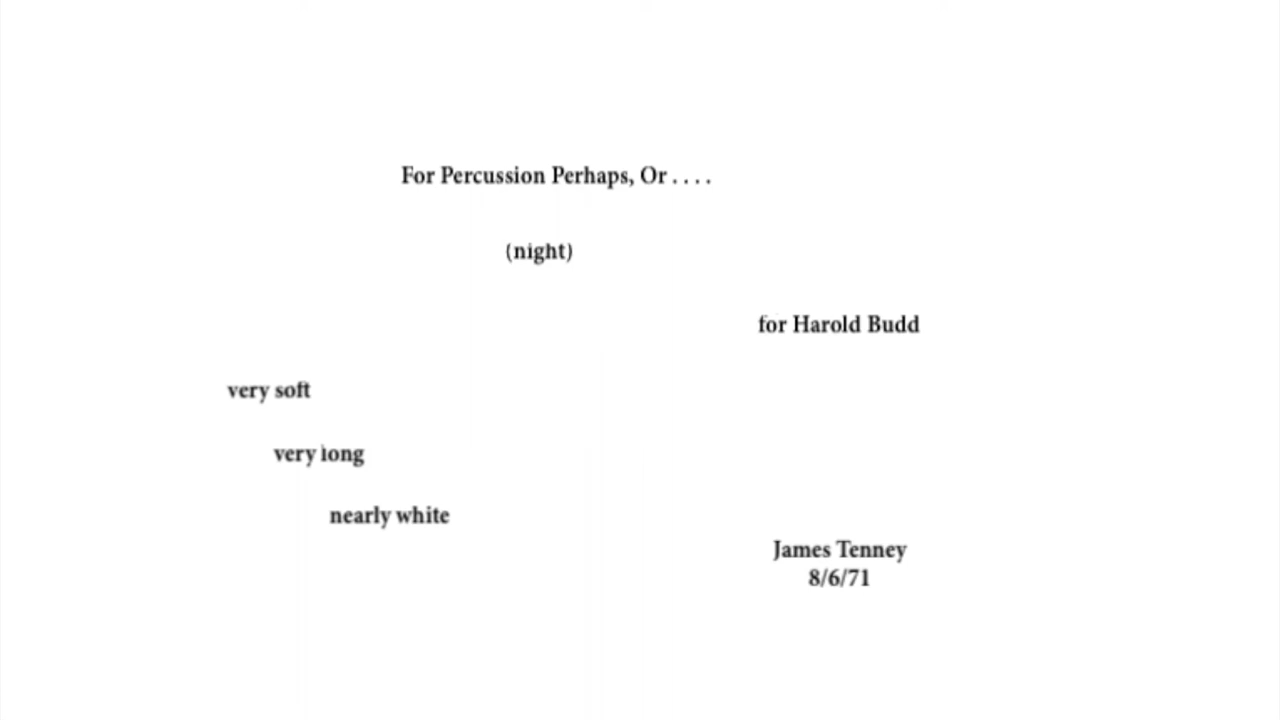 For Percussion Perhaps, Or . . . .
(night)
for Harold Budd
very soft
very long
nearly white
James Tenney
8/6/71